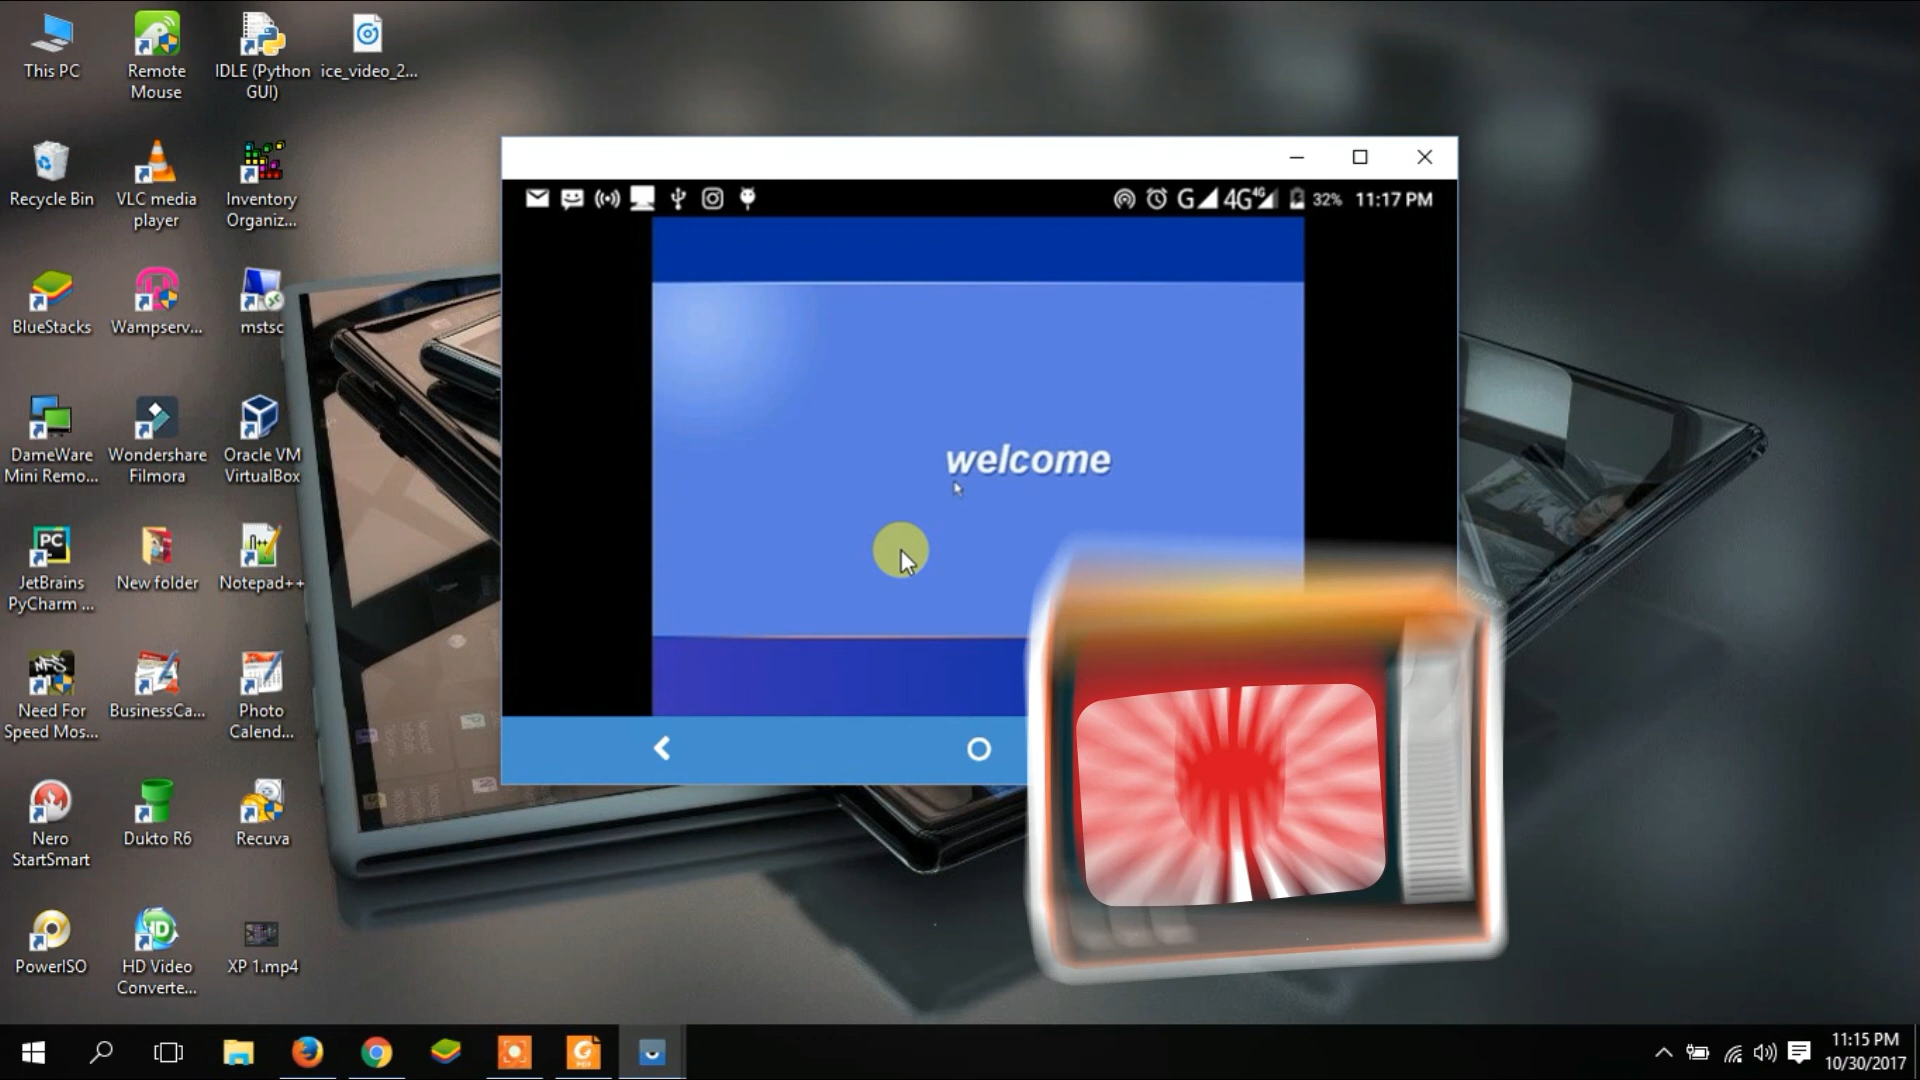 This PC
Remote
Mouse
IDLE (Python
GUI)
ice_video_2...
Recycle Bin
VLC media
player
Inventory
Organiz...
BlueStacks
Wampserv...
mstsc
DameWare
Mini Remo...
Wondershare
Filmora
Oracle VM
VirtualBox
JetBrains
PyCharm ...
New folder
Notepad++
Need For
Speed Mos...
BusinessCa...
Photo
Calend...
Nero
StartSmart
Dukto R6
Recuva
PowerISO
HD Video
Converte...
XP 1.mp4
G 4G 4G 32% 11:17 PM
welcome
11:15 PM
10/30/2017